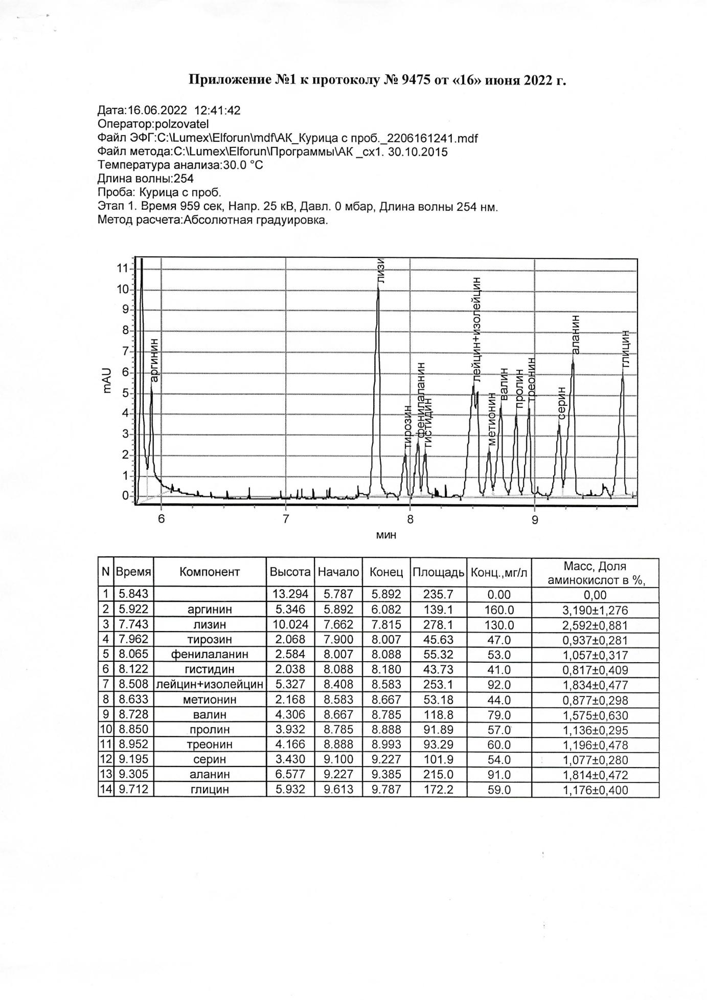 Приложение №1 к протоколу № 9475 от «16» июня 2022 г.
Дата:16.06.2022 12:41:42
Оператор:polzovatel
Файл ЭФГ:C:\Lumex\Elforun\mdf\АК_Курица с проб._2206161241.mdf
Файл метода:C:\Lumex\Elforun\Программы\АК _сх1. 30.10.2015
Температура анализа:30.0 °C
Длина волны:254
Проба: Курица с проб.
Этап 1. Время 959 сек, Напр. 25 кВ, Давл. 0 мбар, Длина волны 254 нм.
Метод расчета:Абсолютная градуировка.
mAU
11
10
9
8
7
6
5
4
3
2
1
0
аргинин
лизи
тирозин
фенилаланин
гистидин
лейцин+изолейцин
метионин
валин
пролин
треонин
серин
аланин
глицин
6 7 8 9
мин
N Время Компонент Высота Начало Конец Площадь Конц.,мг/л Масс, Доля аминокислот в %,
1 5.843 13.294 5.787 5.892 235.7 0.00 0,00
2 5.922 аргинин 5.346 5.892 6.082 139.1 160.0 3,190±1,276
3 7.743 лизин 10.024 7.662 7.815 278.1 130.0 2,592±0,881
4 7.962 тирозин 2.068 7.900 8.007 45.63 47.0 0,937±0,281
5 8.065 фенилаланин 2.584 8.007 8.088 55.32 53.0 1,057±0,317
6 8.122 гистидин 2.038 8.088 8.180 43.73 41.0 0,817±0,409
7 8.508 лейцин+изолейцин 5.327 8.408 8.583 253.1 92.0 1,834±0,477
8 8.633 метионин 2.168 8.583 8.667 53.18 44.0 0,877±0,298
9 8.728 валин 4.306 8.667 8.785 118.8 79.0 1,575±0,630
10 8.850 пролин 3.932 8.785 8.888 91.89 57.0 1,136±0,295
11 8.952 треонин 4.166 8.888 8.993 93.29 60.0 1,196±0,478
12 9.195 серин 3.430 9.100 9.227 101.9 54.0 1,077±0,280
13 9.305 аланин 6.577 9.227 9.385 215.0 91.0 1,814±0,472
14 9.712 глицин 5.932 9.613 9.787 172.2 59.0 1,176±0,400